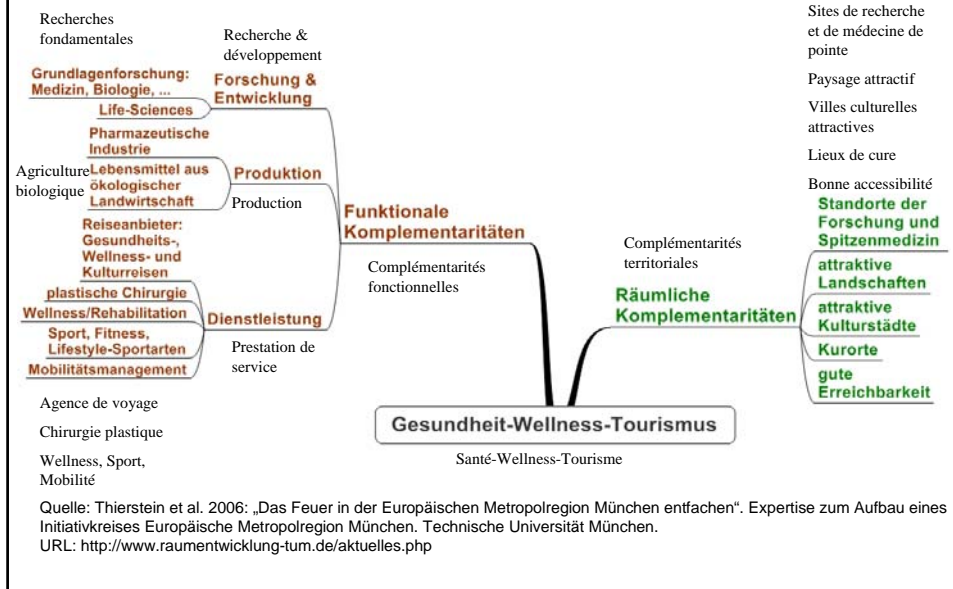 Recherches
fondamentales
Recherche &
développement
Grundlagenforschung:
Medizin, Biologie, ...
Life-Sciences
Forschung &
Entwicklung
Pharmazeutische
Industrie
Agriculture
biologique
Lebensmittel aus
ökologischer
Landwirtschaft
Produktion
Production
Reiseanbieter:
Gesundheits-,
Wellness- und
Kulturreisen
plastische Chirurgie
Wellness/Rehabilitation
Sport, Fitness,
Lifestyle-Sportarten
Mobilitätsmanagement
Dienstleistung
Prestation de
service
Agence de voyage
Chirurgie plastique
Wellness, Sport,
Mobilité
Funktionale
Komplementaritäten
Complémentarités
fonctionnelles
Complémentarités
territoriales
Räumliche
Komplementaritäten
Sites de recherche
et de médecine de
pointe
Paysage attractif
Villes culturelles
attractives
Lieux de cure
Bonne accessibilité
Standorte der
Forschung und
Spitzenmedizin
attraktive
Landschaften
attraktive
Kulturstädte
Kurorte
gute
Erreichbarkeit
Gesundheit-Wellness-Tourismus
Santé-Wellness-Tourisme
Quelle: Thierstein et al. 2006: „Das Feuer in der Europäischen Metropolregion München entfachen“. Expertise zum Aufbau eines
Initiativkreises Europäische Metropolregion München. Technische Universität München.
URL: http://www.raumentwicklung-tum.de/aktuelles.php